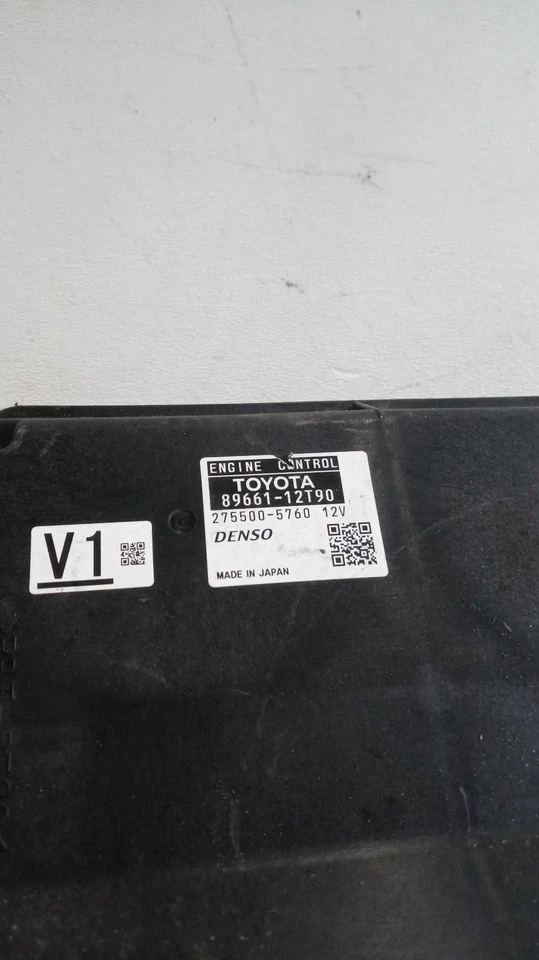 ENGINE CONTROL
TOYOTA
89661-12T90
275500-5760 12V
DENSO
MADE IN JAPAN
V1